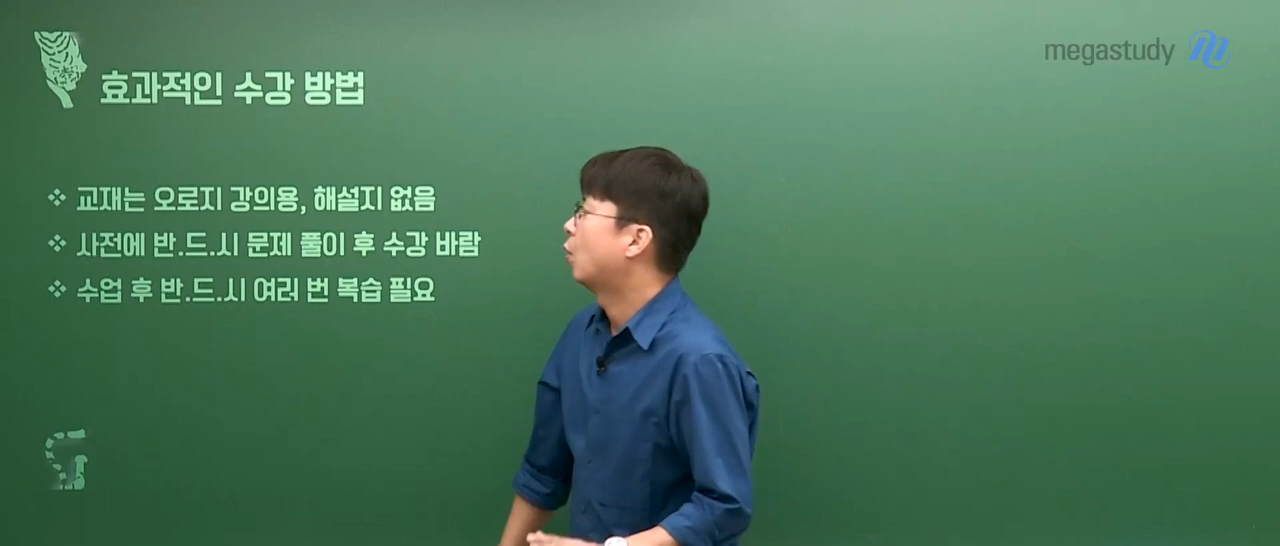 megastudy
효과적인 수강 방법
❖ 교재는 오로지 강의용, 해설지 없음
❖ 사전에 반.드.시 문제 풀이 후 수강 바람
❖ 수업 후 반.드.시 여러 번 복습 필요